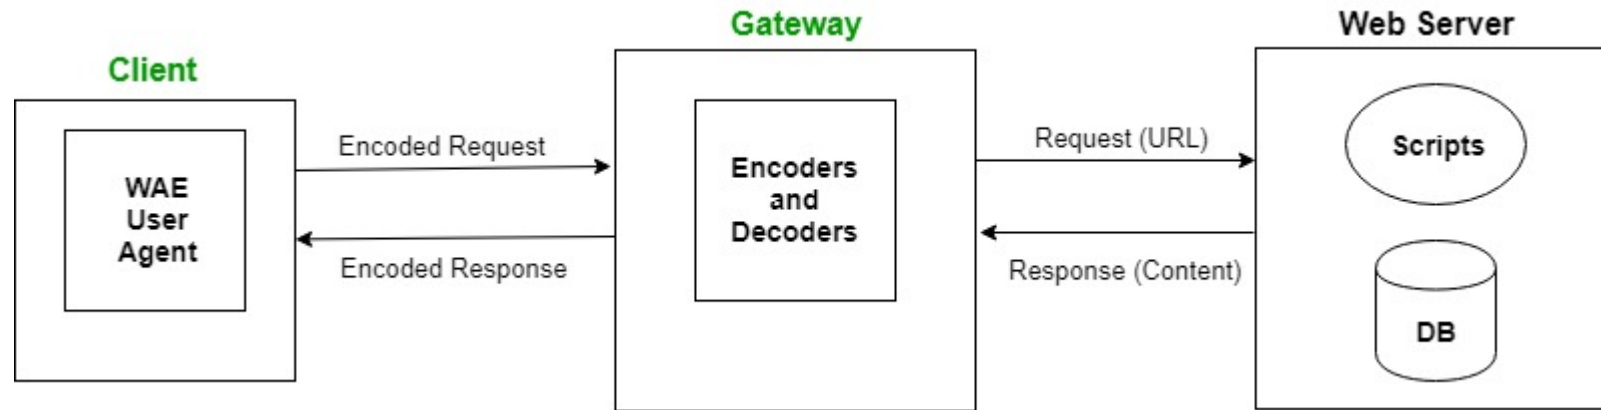 Client
WAE
User
Agent
Encoded Request
Encoded Response
Gateway
Encoders
and
Decoders
Request (URL)
Response (Content)
Web Server
Scripts
DB